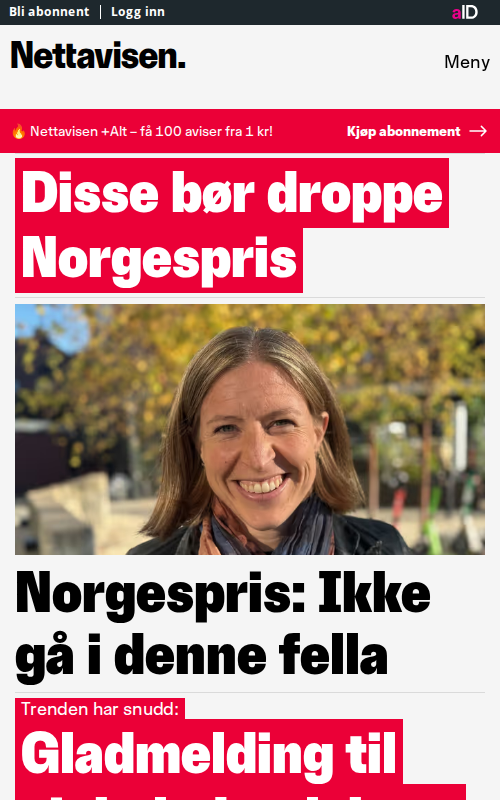 Bli abonnent | Logg inn
aID
Nettavisen.
Meny
🔥 Nettavisen +Alt – få 100 aviser fra 1 kr!
Kjøp abonnement →
Disse bør droppe
Norgespris
Norgespris: Ikke
gå i denne fella
Trenden har snudd:
Gladmelding til